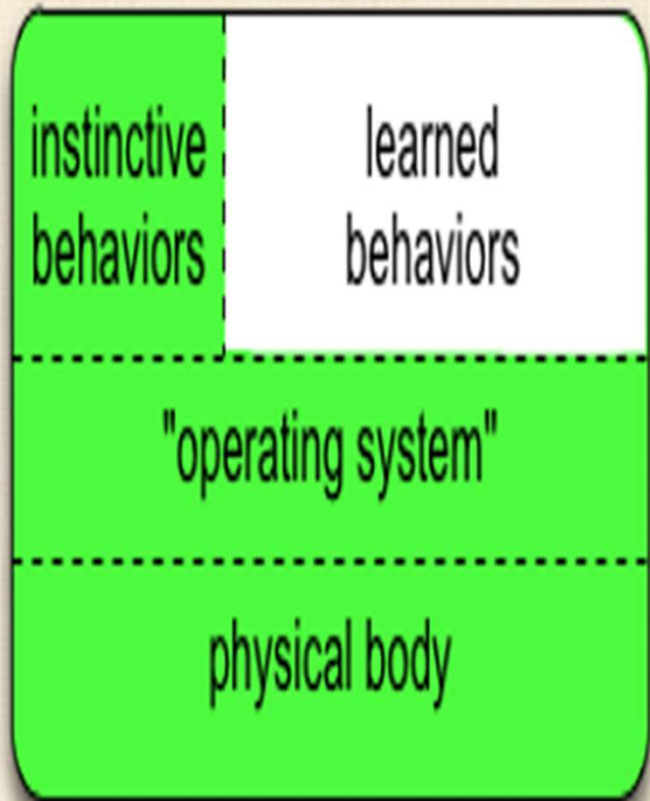 instinctive
behaviors
learned
behaviors
"operating system"
physical body